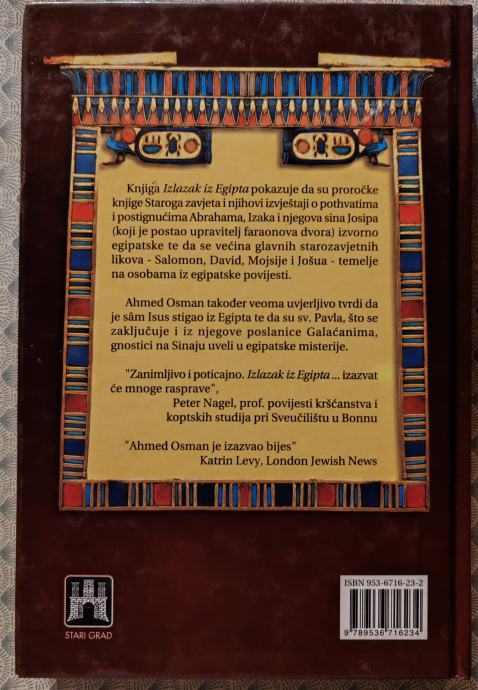 Knjiga Izlazak iz Egipta pokazuje da su proročke
knjige Staroga zavjeta i njihovi izvještaji o pothvatima
i postignućima Abrahama, Izaka i njegova sina Josipa
(koji je postao upravitelj faraonova dvora) izvorno
egipatske te da se većina glavnih starozavjetnih
likova - Salomon, David, Mojsije i Jošua - temelje
na osobama iz egipatske povijesti.
Ahmed Osman također veoma uvjerljivo tvrdi da
je sâm Isus stigao iz Egipta te da su sv. Pavla, što se
zaključuje i iz njegove poslanice Galaćanima,
gnostici na Sinaju uveli u egipatske misterije.
"Zanimljivo i poticajno. Izlazak iz Egipta ... izazvat
će mnoge rasprave",
Peter Nagel, prof. povijesti kršćanstva i
koptskih studija pri Sveučilištu u Bonnu
"Ahmed Osman je izazvao bijes"
Katrin Levy, London Jewish News
STARI GRAD
ISBN 953-6716-23-2
9 789536 716234